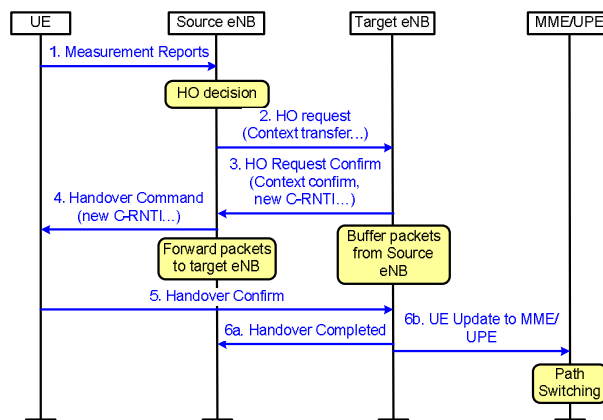 UE
Source eNB
Target eNB
MME/UPE
1. Measurement Reports
HO decision
2. HO request
(Context transfer...)
3. HO Request Confirm
(Context confirm,
new C-RNTI...)
4. Handover Command
(new C-RNTI...)
Forward packets
to target eNB
Buffer packets
from Source
eNB
5. Handover Confirm
6a. Handover Completed
6b. UE Update to MME/
UPE
Path
Switching